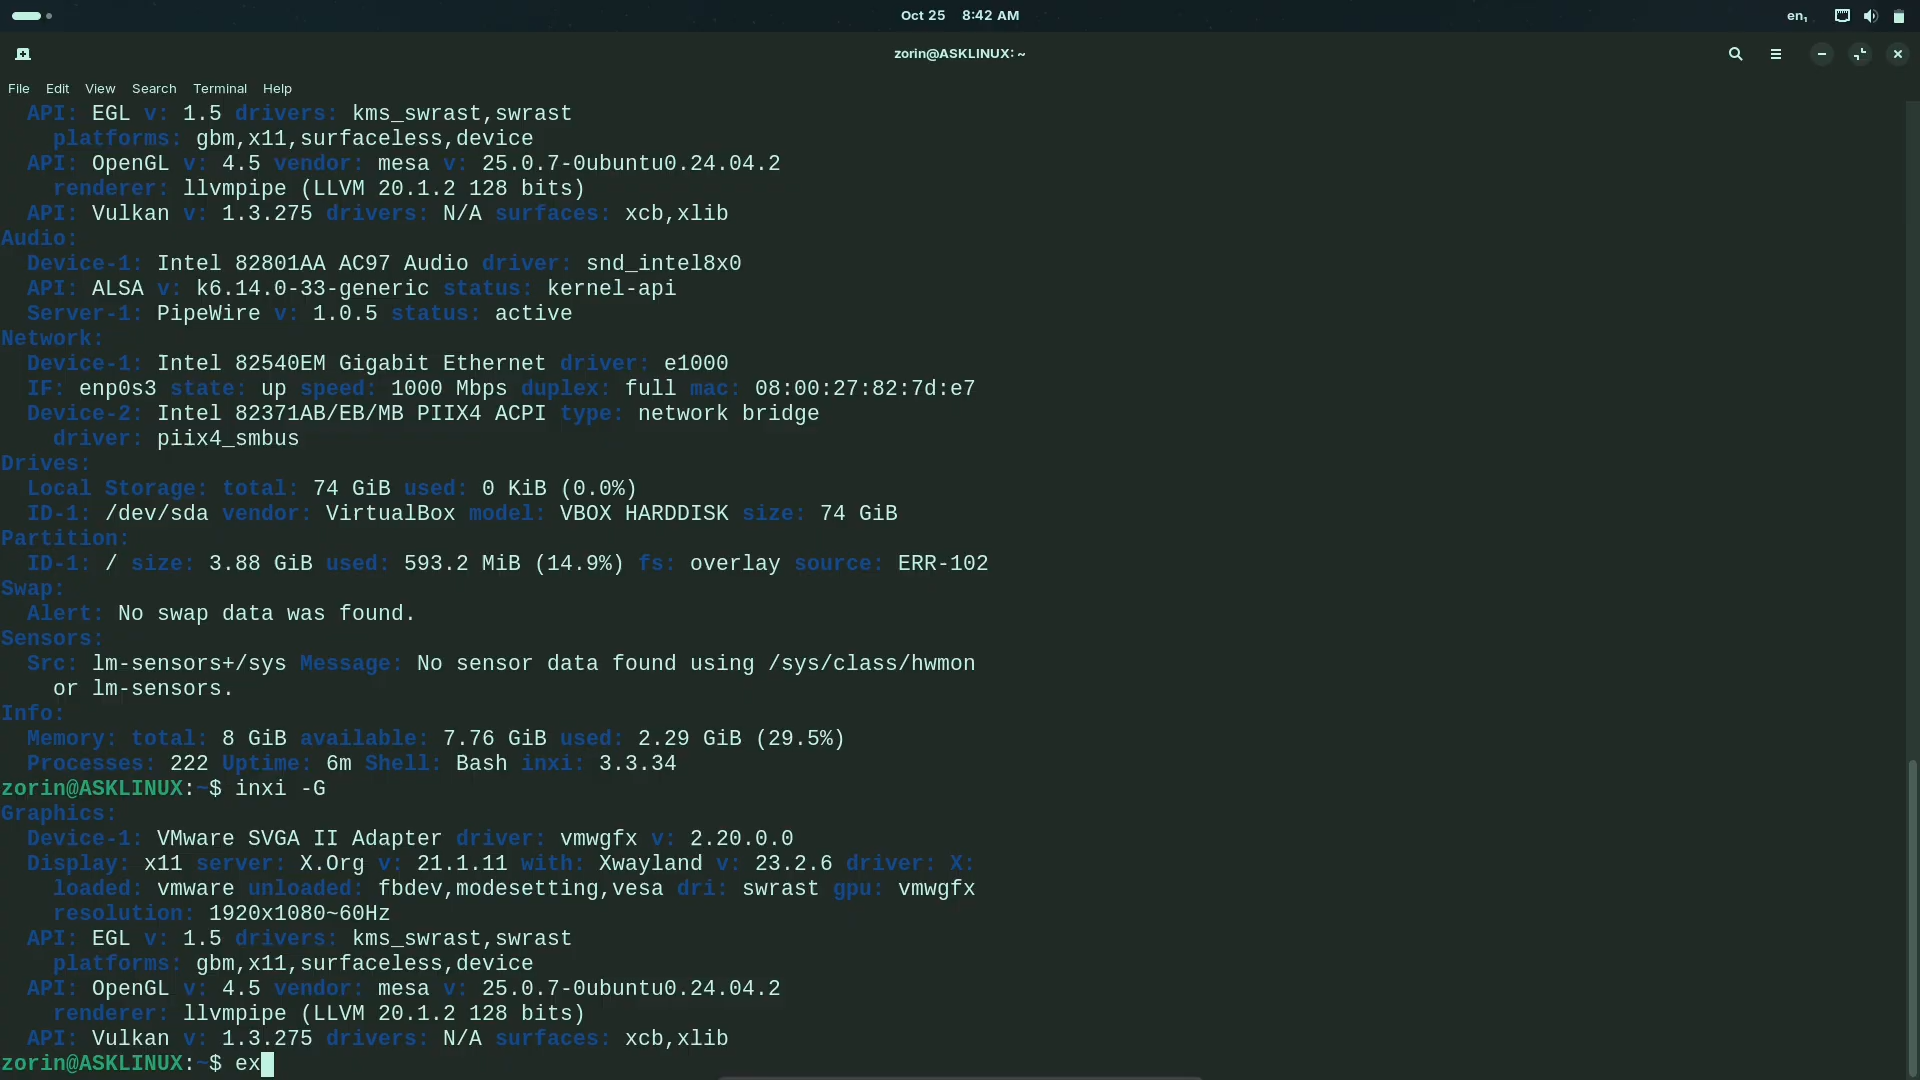 Oct 25 8:42 AM
en₁
zorin@ASKLINUX: ~
File Edit View Search Terminal Help
API: EGL v: 1.5 drivers: kms_swrast,swrast
platforms: gbm,x11,surfaceless,device
API: OpenGL v: 4.5 vendor: mesa v: 25.0.7-0ubuntu0.24.04.2
renderer: llvmpipe (LLVM 20.1.2 128 bits)
API: Vulkan v: 1.3.275 drivers: N/A surfaces: xcb,xlib
Audio:
Device-1: Intel 82801AA AC97 Audio driver: snd_intel8x0
API: ALSA v: k6.14.0-33-generic status: kernel-api
Server-1: PipeWire v: 1.0.5 status: active
Network:
Device-1: Intel 82540EM Gigabit Ethernet driver: e1000
IF: enp0s3 state: up speed: 1000 Mbps duplex: full mac: 08:00:27:82:7d:e7
Device-2: Intel 82371AB/EB/MB PIIX4 ACPI type: network bridge
driver: piix4_smbus
Drives:
Local Storage: total: 74 GiB used: 0 KiB (0.0%)
ID-1: /dev/sda vendor: VirtualBox model: VBOX HARDDISK size: 74 GiB
Partition:
ID-1: / size: 3.88 GiB used: 593.2 MiB (14.9%) fs: overlay source: ERR-102
Swap:
Alert: No swap data was found.
Sensors:
Src: lm-sensors+/sys Message: No sensor data found using /sys/class/hwmon
or lm-sensors.
Info:
Memory: total: 8 GiB available: 7.76 GiB used: 2.29 GiB (29.5%)
Processes: 222 Uptime: 6m Shell: Bash inxi: 3.3.34
zorin@ASKLINUX:~$ inxi -G
Graphics:
Device-1: VMware SVGA II Adapter driver: vmwgfx v: 2.20.0.0
Display: x11 server: X.Org v: 21.1.11 with: Xwayland v: 23.2.6 driver: X:
loaded: vmware unloaded: fbdev,modesetting,vesa dri: swrast gpu: vmwgfx
resolution: 1920x1080~60Hz
API: EGL v: 1.5 drivers: kms_swrast,swrast
platforms: gbm,x11,surfaceless,device
API: OpenGL v: 4.5 vendor: mesa v: 25.0.7-0ubuntu0.24.04.2
renderer: llvmpipe (LLVM 20.1.2 128 bits)
API: Vulkan v: 1.3.275 drivers: N/A surfaces: xcb,xlib
zorin@ASKLINUX:~$ ex